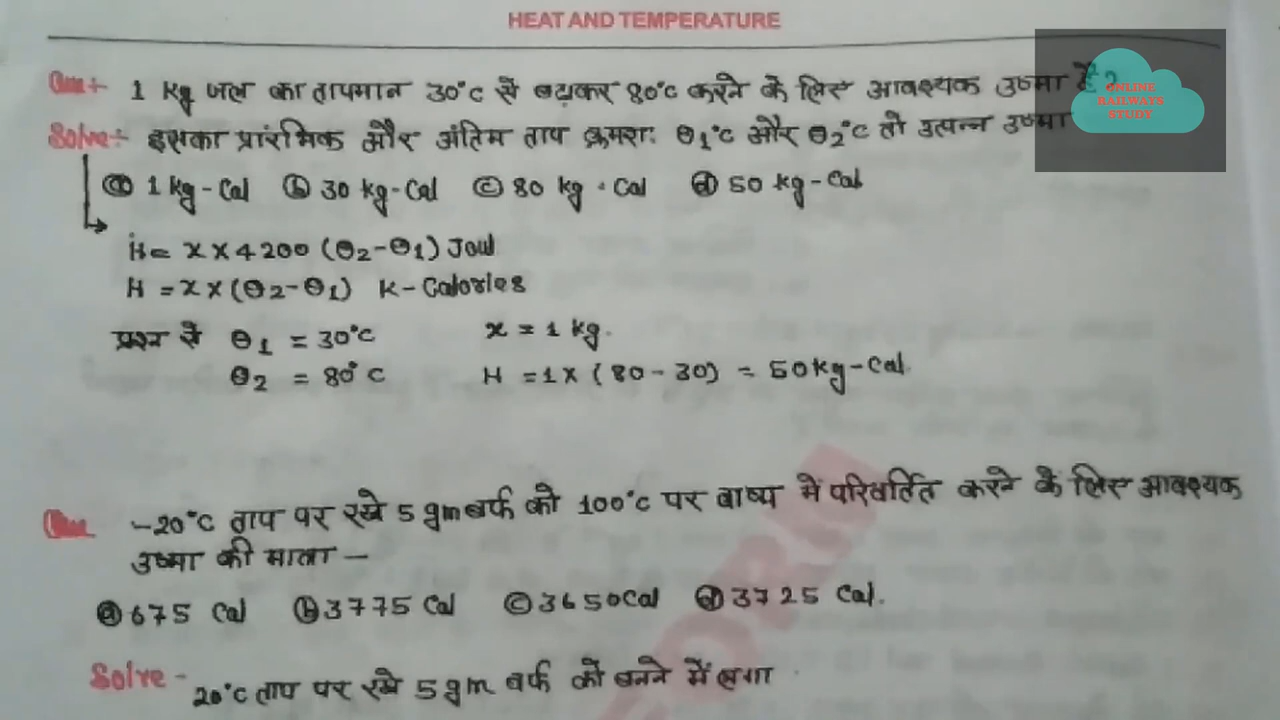 HEAT AND TEMPERATURE
Que+ 1 Kg जल का तापमान 30°C से बढ़ाकर 80°C करने के लिए आवश्यक उष्मा है?
ONLINE
RAILWAYS
STUDY
Solve:- इसका प्रारंभिक और अंतिम ताप क्रमशः θ1°C और θ2°C तो उत्पन्न उष्मा
(a) 1 kg-Cal (b) 30 kg-Cal (c) 80 kg-Cal (d) 50 kg-Cal
H= x×4200 (θ2-θ1) Joul
H = x×(θ2-θ1) K-Calories
प्रश्न से θ1 = 30°C x = 1 kg.
θ2 = 80°C H = 1×(80-30) = 50kg-Cal.
Que -20°C ताप पर रखे 5 gm बर्फ को 100°C पर वाष्प में परिवर्तित करने के लिए आवश्यक
उष्मा की मात्रा —
(a) 675 Cal (b) 3775 Cal (c) 3650Cal (d) 3725 Cal.
Solve - 20°C ताप पर रखे 5 gm बर्फ को बनने में लगा